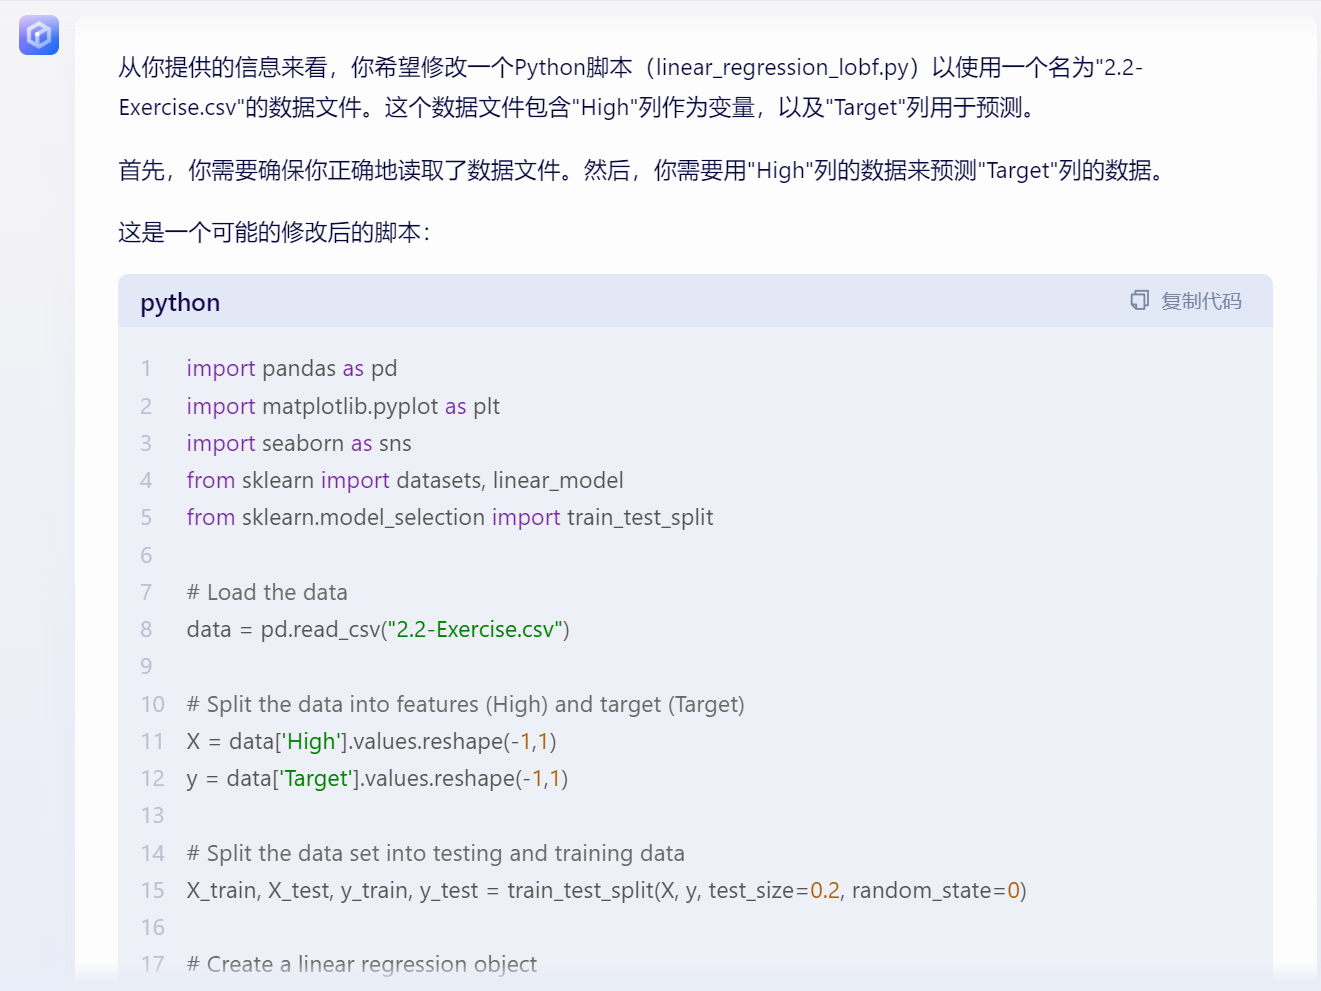 从你提供的信息来看，你希望修改一个Python脚本（linear_regression_lobf.py）以使用一个名为"2.2-
Exercise.csv"的数据文件。这个数据文件包含"High"列作为变量，以及"Target"列用于预测。
首先，你需要确保你正确地读取了数据文件。然后，你需要用"High"列的数据来预测"Target"列的数据。
这是一个可能的修改后的脚本：
python 复制代码
1 import pandas as pd
2 import matplotlib.pyplot as plt
3 import seaborn as sns
4 from sklearn import datasets, linear_model
5 from sklearn.model_selection import train_test_split
6
7 # Load the data
8 data = pd.read_csv("2.2-Exercise.csv")
9
10 # Split the data into features (High) and target (Target)
11 X = data['High'].values.reshape(-1,1)
12 y = data['Target'].values.reshape(-1,1)
13
14 # Split the data set into testing and training data
15 X_train, X_test, y_train, y_test = train_test_split(X, y, test_size=0.2, random_state=0)
16
17 # Create a linear regression object